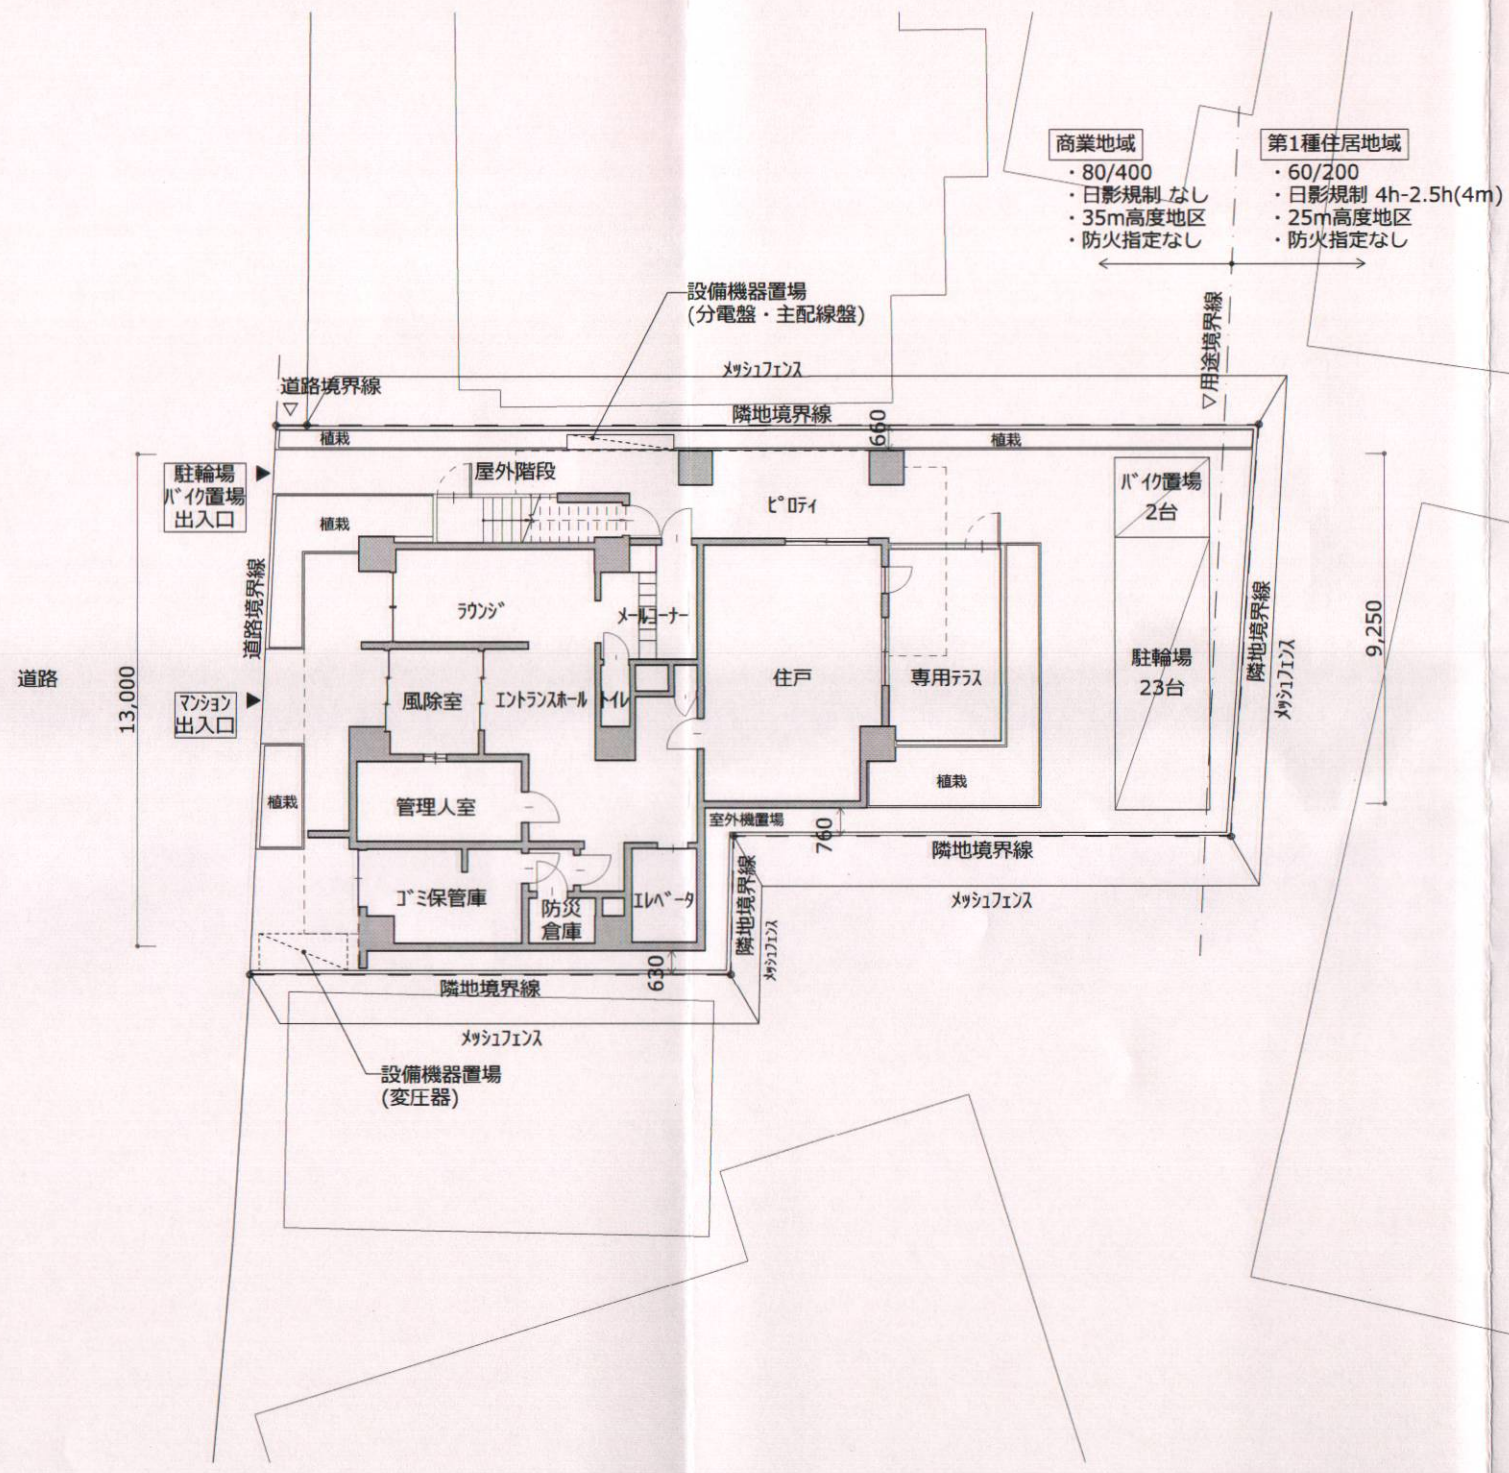 商業地域
・80/400
・日影規制 なし
・35m高度地区
・防火指定なし
第1種住居地域
・60/200
・日影規制 4h-2.5h(4m)
・25m高度地区
・防火指定なし
設備機器置場
(分電盤・主配線盤)
▽用途境界線
メッシュフェンス
道路境界線
▽
隣地境界線
660
植栽
植栽
駐輪場
バイク置場
出入口
屋外階段
ピロティ
バイク置場
2台
植栽
道路境界線
ラウンジ
メールコーナー
隣地境界線
メッシュフェンス
9,250
道路
13,000
マンション
出入口
風除室
エントランスホール
トイレ
住戸
専用テラス
駐輪場
23台
植栽
管理人室
植栽
室外機置場
760
隣地境界線
メッシュフェンス
ゴミ保管庫
防災
倉庫
エレベータ
隣地境界線
メッシュフェンス
630
隣地境界線
メッシュフェンス
設備機器置場
(変圧器)